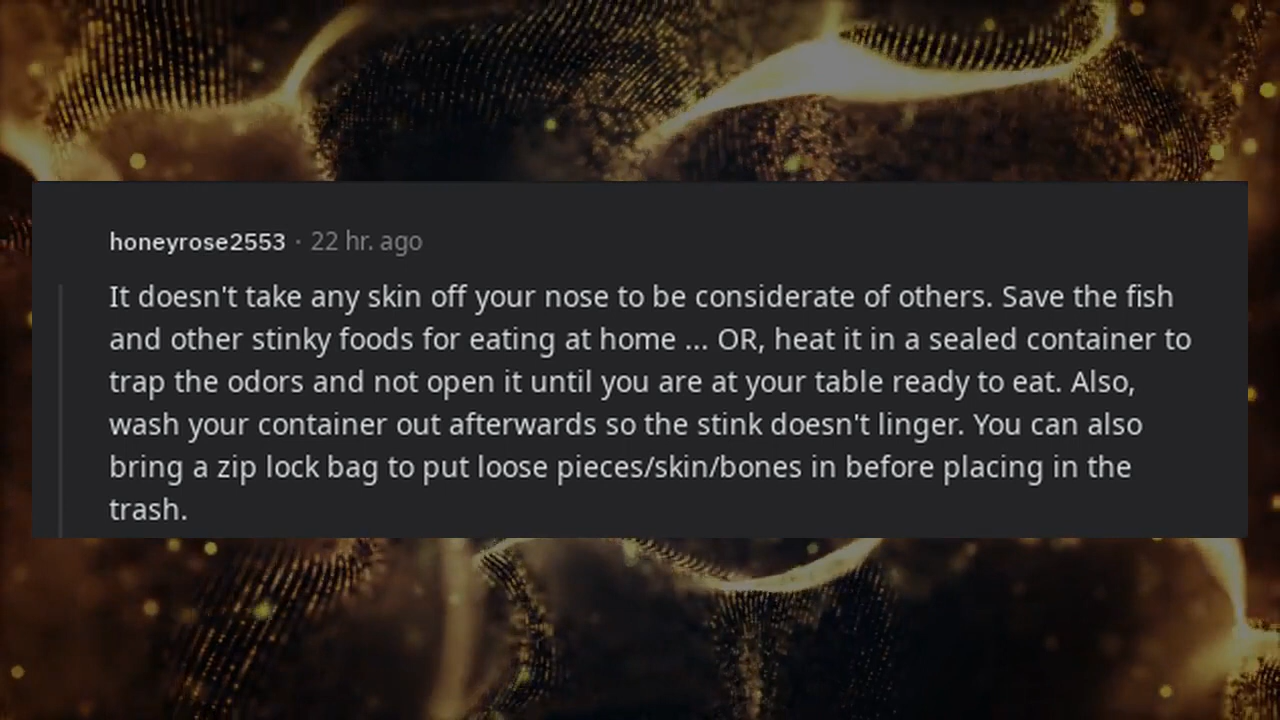 honeyrose2553 · 22 hr. ago
It doesn't take any skin off your nose to be considerate of others. Save the fish
and other stinky foods for eating at home ... OR, heat it in a sealed container to
trap the odors and not open it until you are at your table ready to eat. Also,
wash your container out afterwards so the stink doesn't linger. You can also
bring a zip lock bag to put loose pieces/skin/bones in before placing in the
trash.